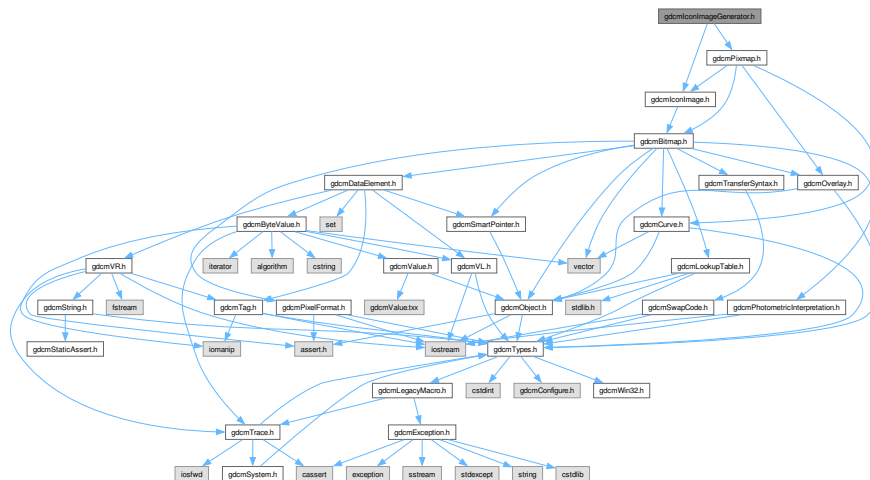 gdcmIconImageGenerator.h
gdcmPixmap.h
gdcmIconImage.h
gdcmBitmap.h
gdcmDataElement.h
gdcmTransferSyntax.h
gdcmOverlay.h
gdcmByteValue.h
set
gdcmSmartPointer.h
gdcmCurve.h
gdcmVR.h
iterator
algorithm
cstring
gdcmValue.h
gdcmVL.h
vector
gdcmLookupTable.h
gdcmString.h
fstream
gdcmTag.h
gdcmPixelFormat.h
gdcmValue.txx
gdcmObject.h
stdlib.h
gdcmSwapCode.h
gdcmPhotometricInterpretation.h
gdcmStaticAssert.h
iomanip
assert.h
iostream
gdcmTypes.h
gdcmLegacyMacro.h
cstdint
gdcmConfigure.h
gdcmWin32.h
gdcmTrace.h
gdcmException.h
iosfwd
gdcmSystem.h
cassert
exception
sstream
stdexcept
string
cstdlib